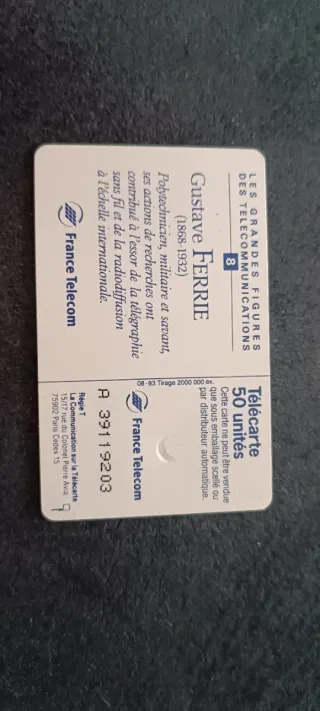 LES GRANDES FIGURES
DES TELECOMMUNICATIONS
8
Gustave FERRIE
(1868-1932)
Polytechnicien, militaire et savant,
ses actions de recherches ont
contribué à l'essor de la télégraphie
sans fil et de la radiodiffusion
à l'échelle internationale.
France Telecom
Télécarte
50 unités
Cette carte ne peut être vendue
que sous emballage scellé ou
par distributeur automatique.
08-93 Tirage 2000 000 ex.
France Telecom
A 39119203
Régie T
La Communication sur la Télécarte
15/17 rue du Colonel Pierre Avia
75902 Paris Cedex 15